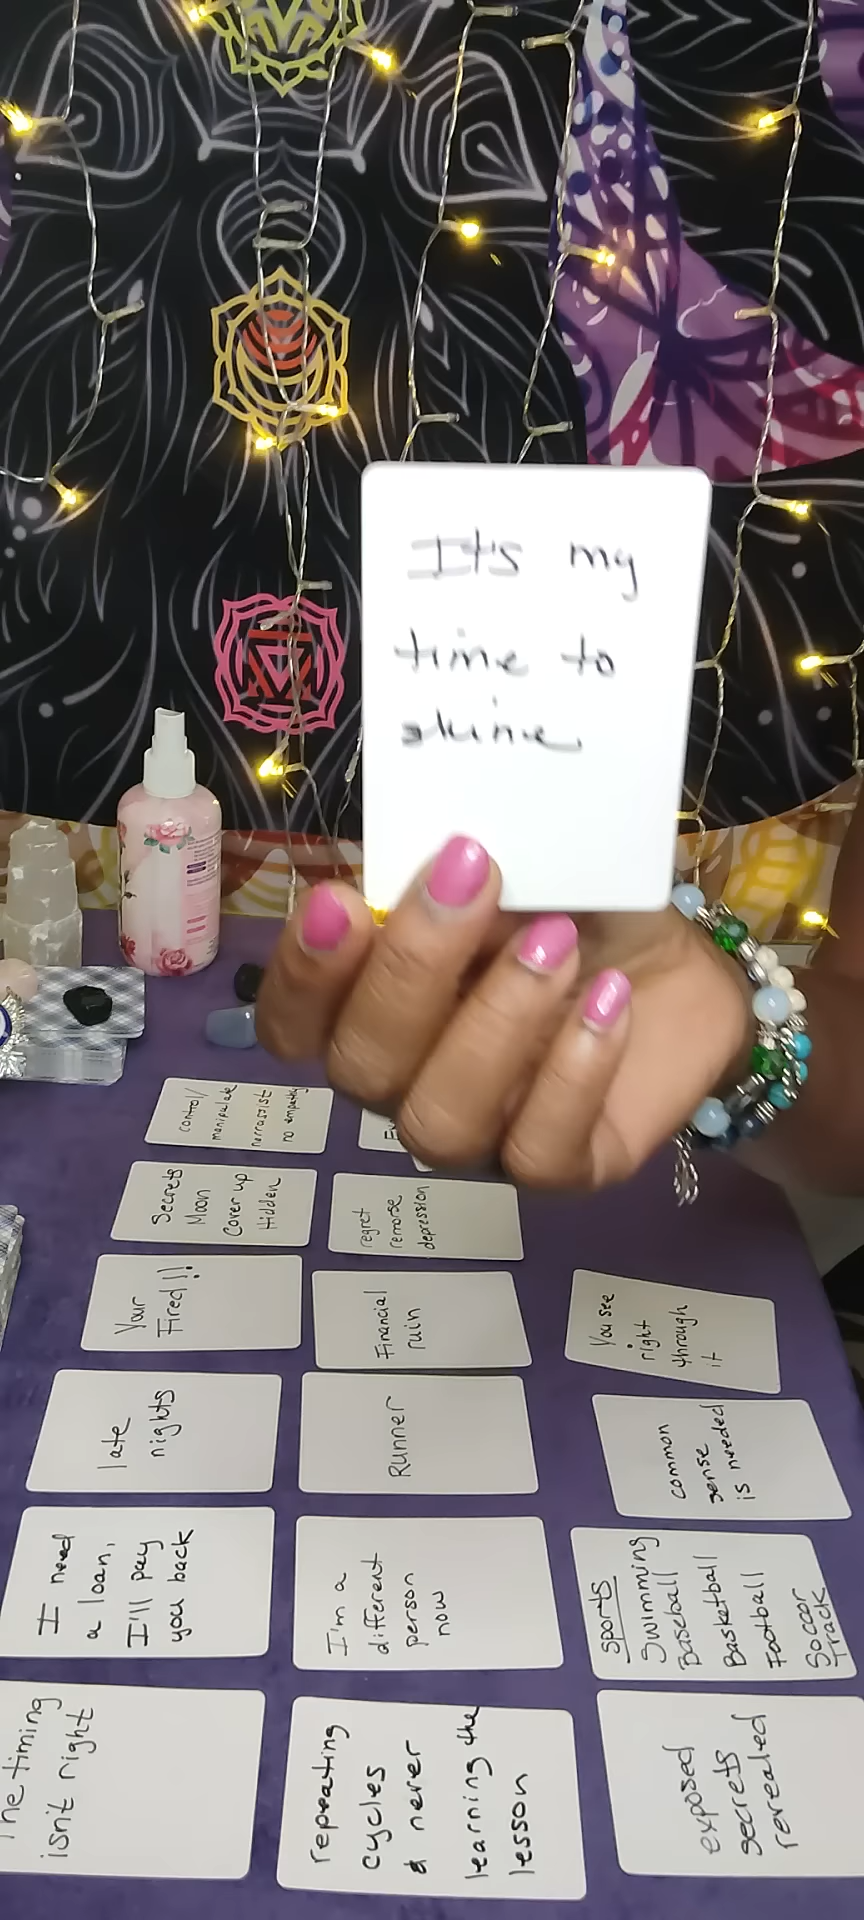 It's my
time to
shine
control/
manipulate
narrassist
no empathy
Secrets
Moon
Cover up
Hidden
regret
remorse
depression
Your
Fired!!
Financial
ruin
You see
right
through
it
late
nights
Runner
common
sense
is needed
I need
a loan,
I'll pay
you back
I'm a
different
person
now
sports
Swimming
Baseball
Basketball
Football
Soccor
Track
he timing
isn't right
repeating
cycles
& never
learning the
lesson
exposed
secrets
revealed